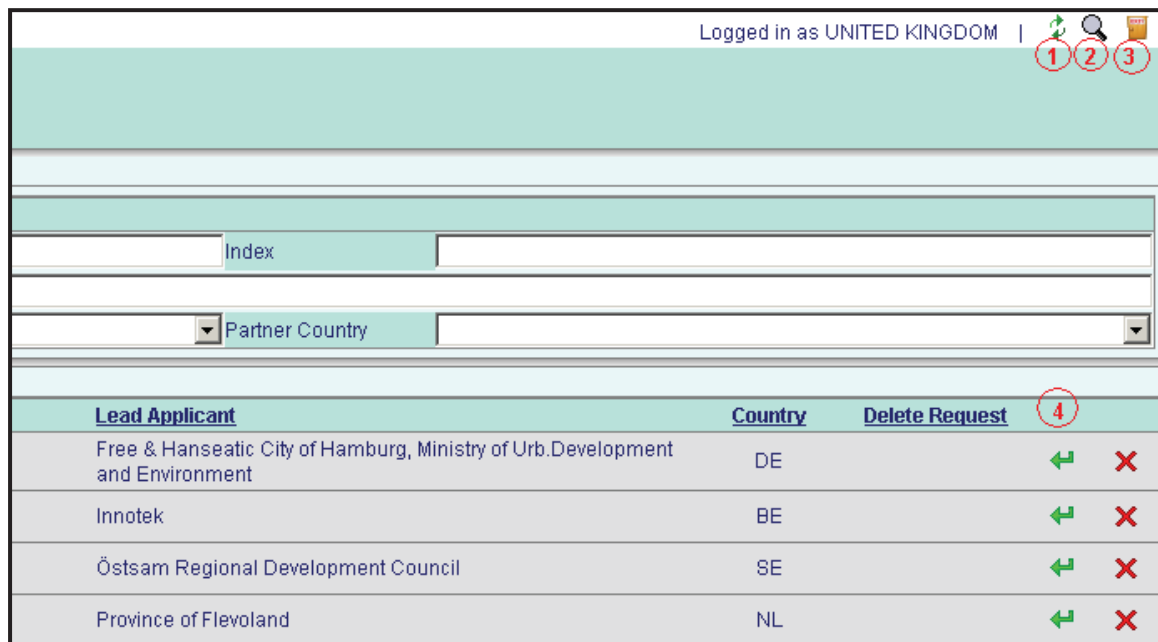 Logged in as UNITED KINGDOM |
1 2 3
Index
Partner Country
Lead Applicant Country Delete Request 4
Free & Hanseatic City of Hamburg, Ministry of Urb.Development
and Environment DE
Innotek BE
Östsam Regional Development Council SE
Province of Flevoland NL